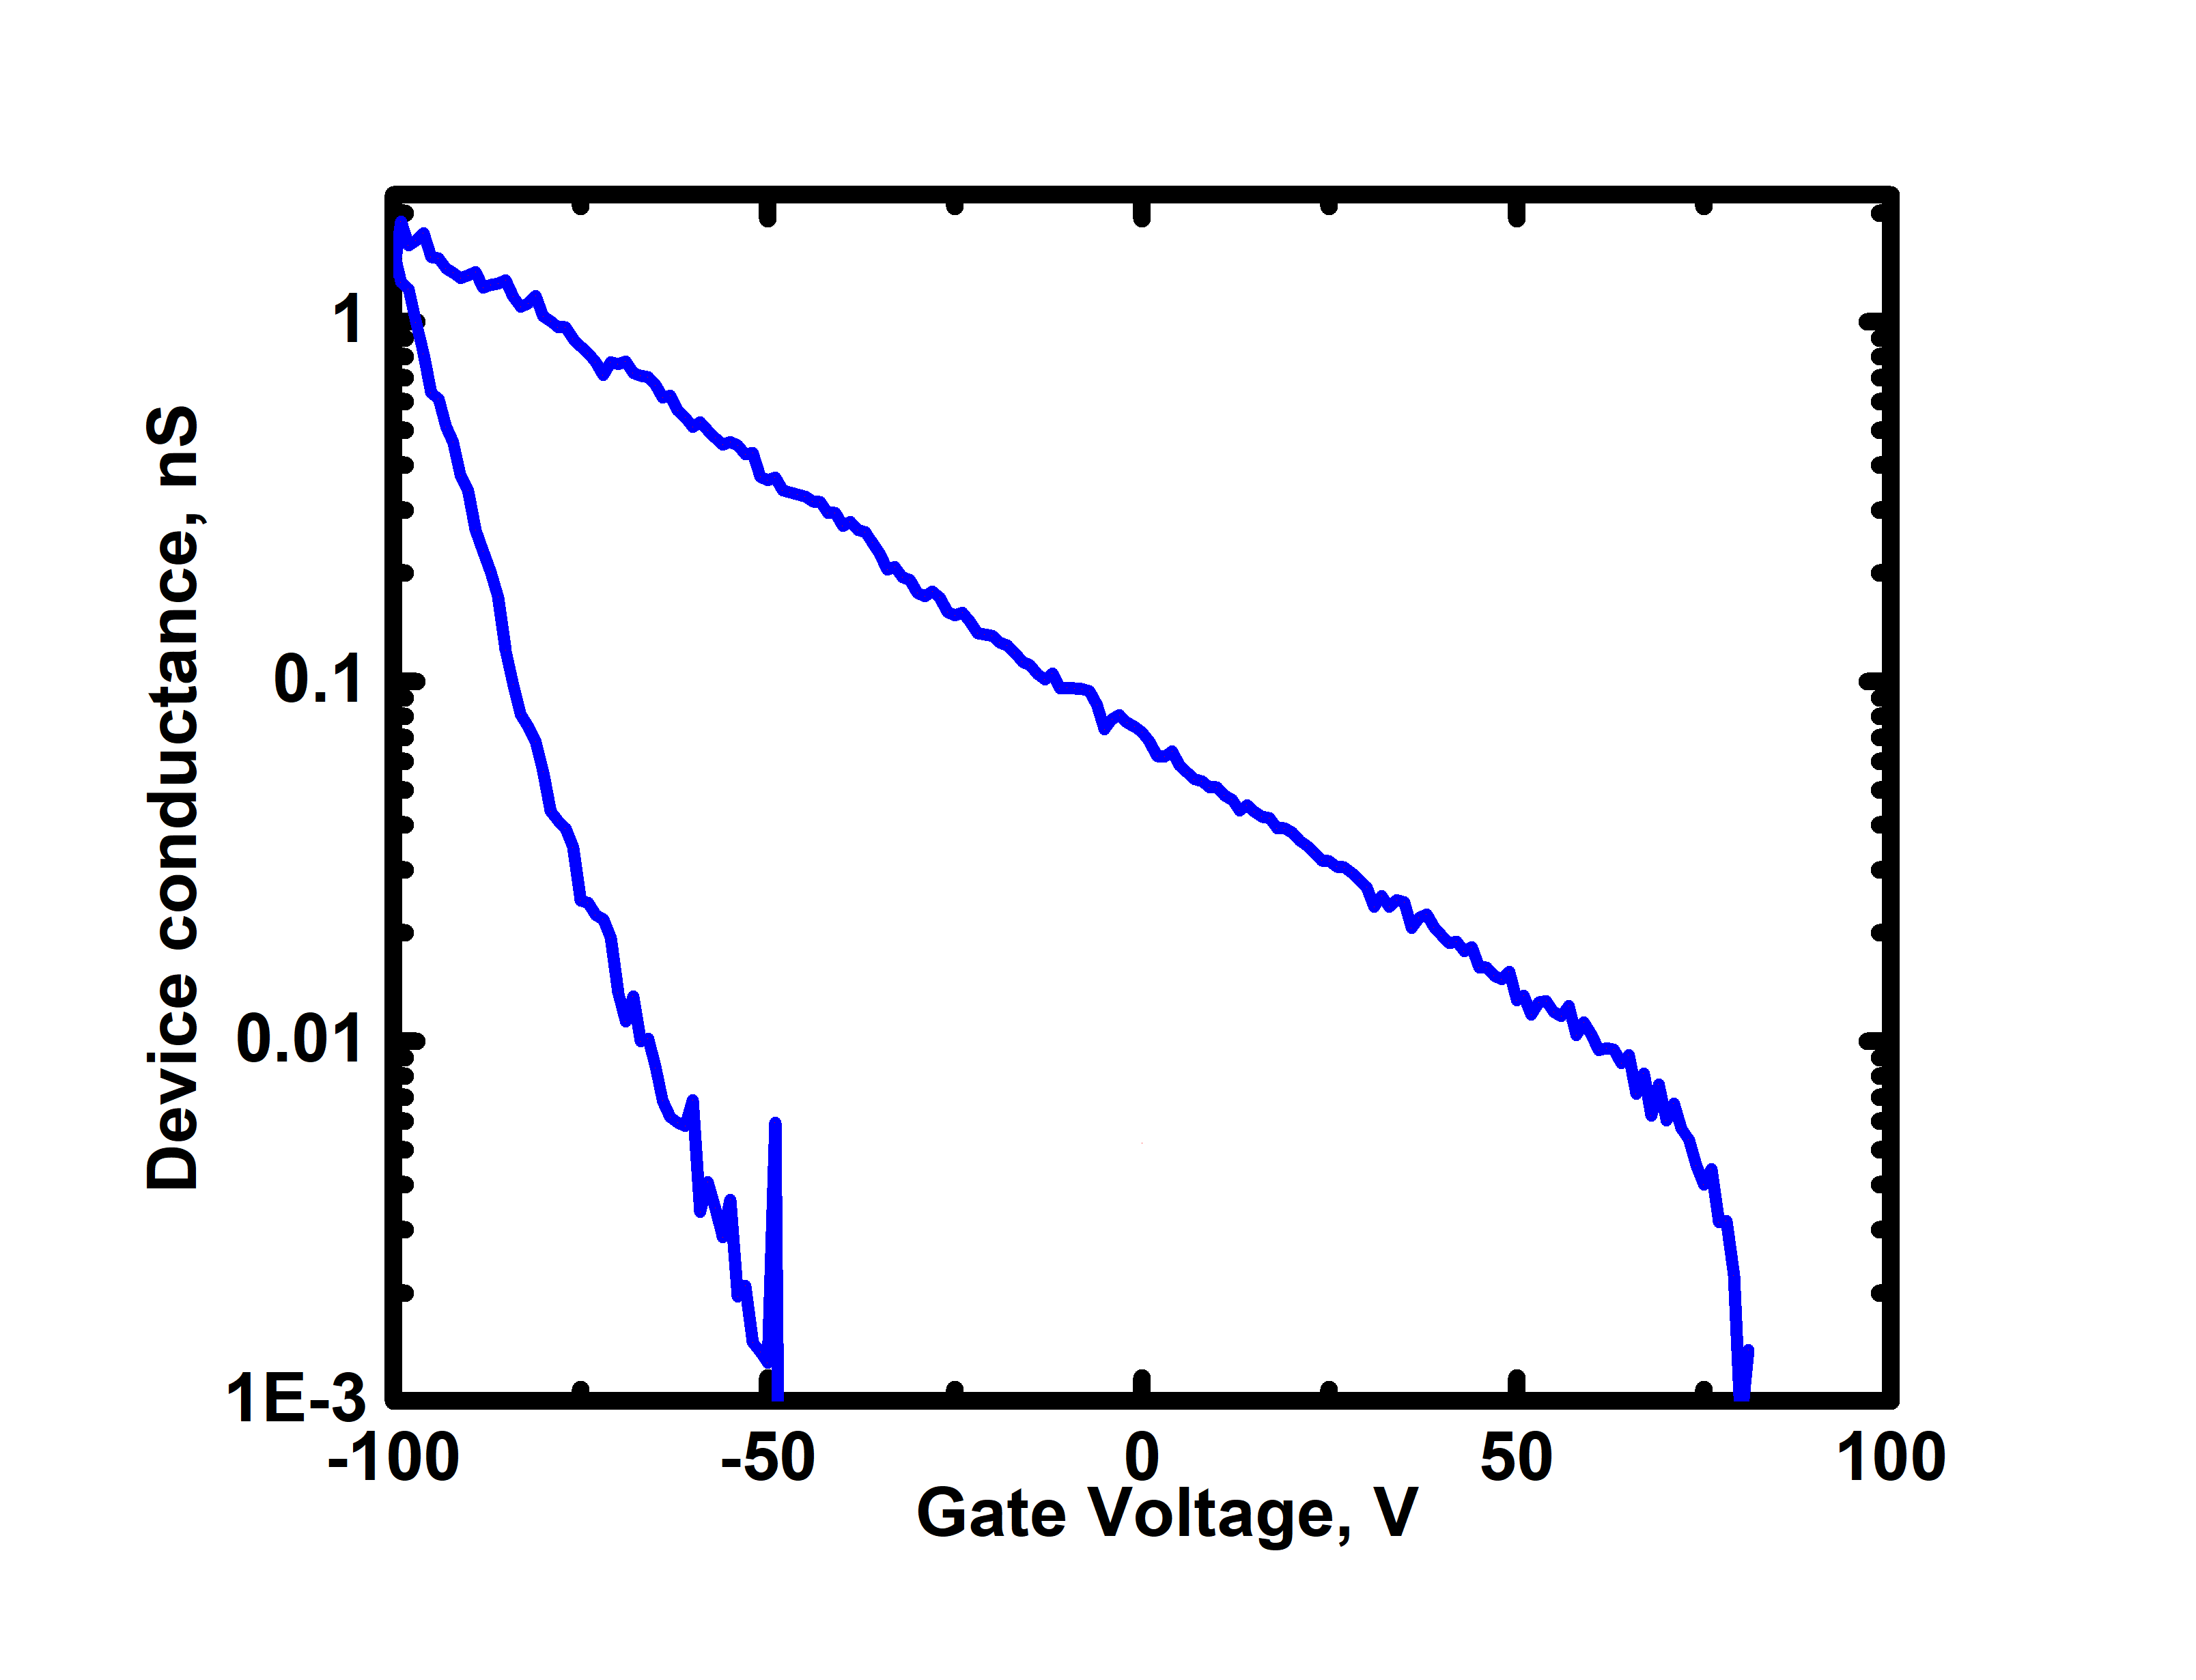 Device conductance, nS
1
0.1
0.01
1E-3
-100 -50 0 50 100
Gate Voltage, V